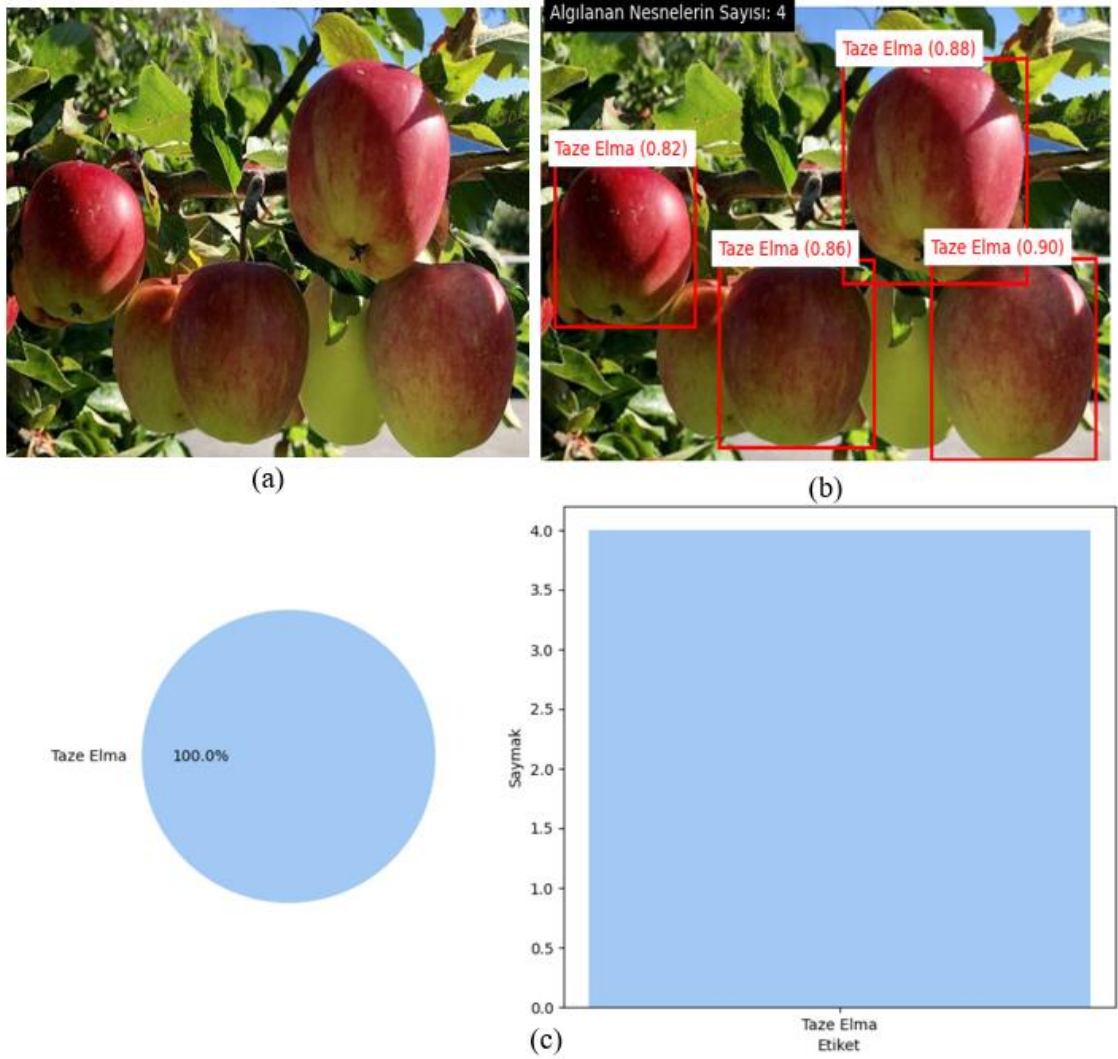 Algılanan Nesnelerin Sayısı: 4
Taze Elma (0.88)
Taze Elma (0.82)
Taze Elma (0.86)
Taze Elma (0.90)
(a)
(b)
Taze Elma
100.0%
4.0
3.5
3.0
2.5
2.0
1.5
1.0
0.5
0.0
Saymak
Taze Elma
Etiket
(c)